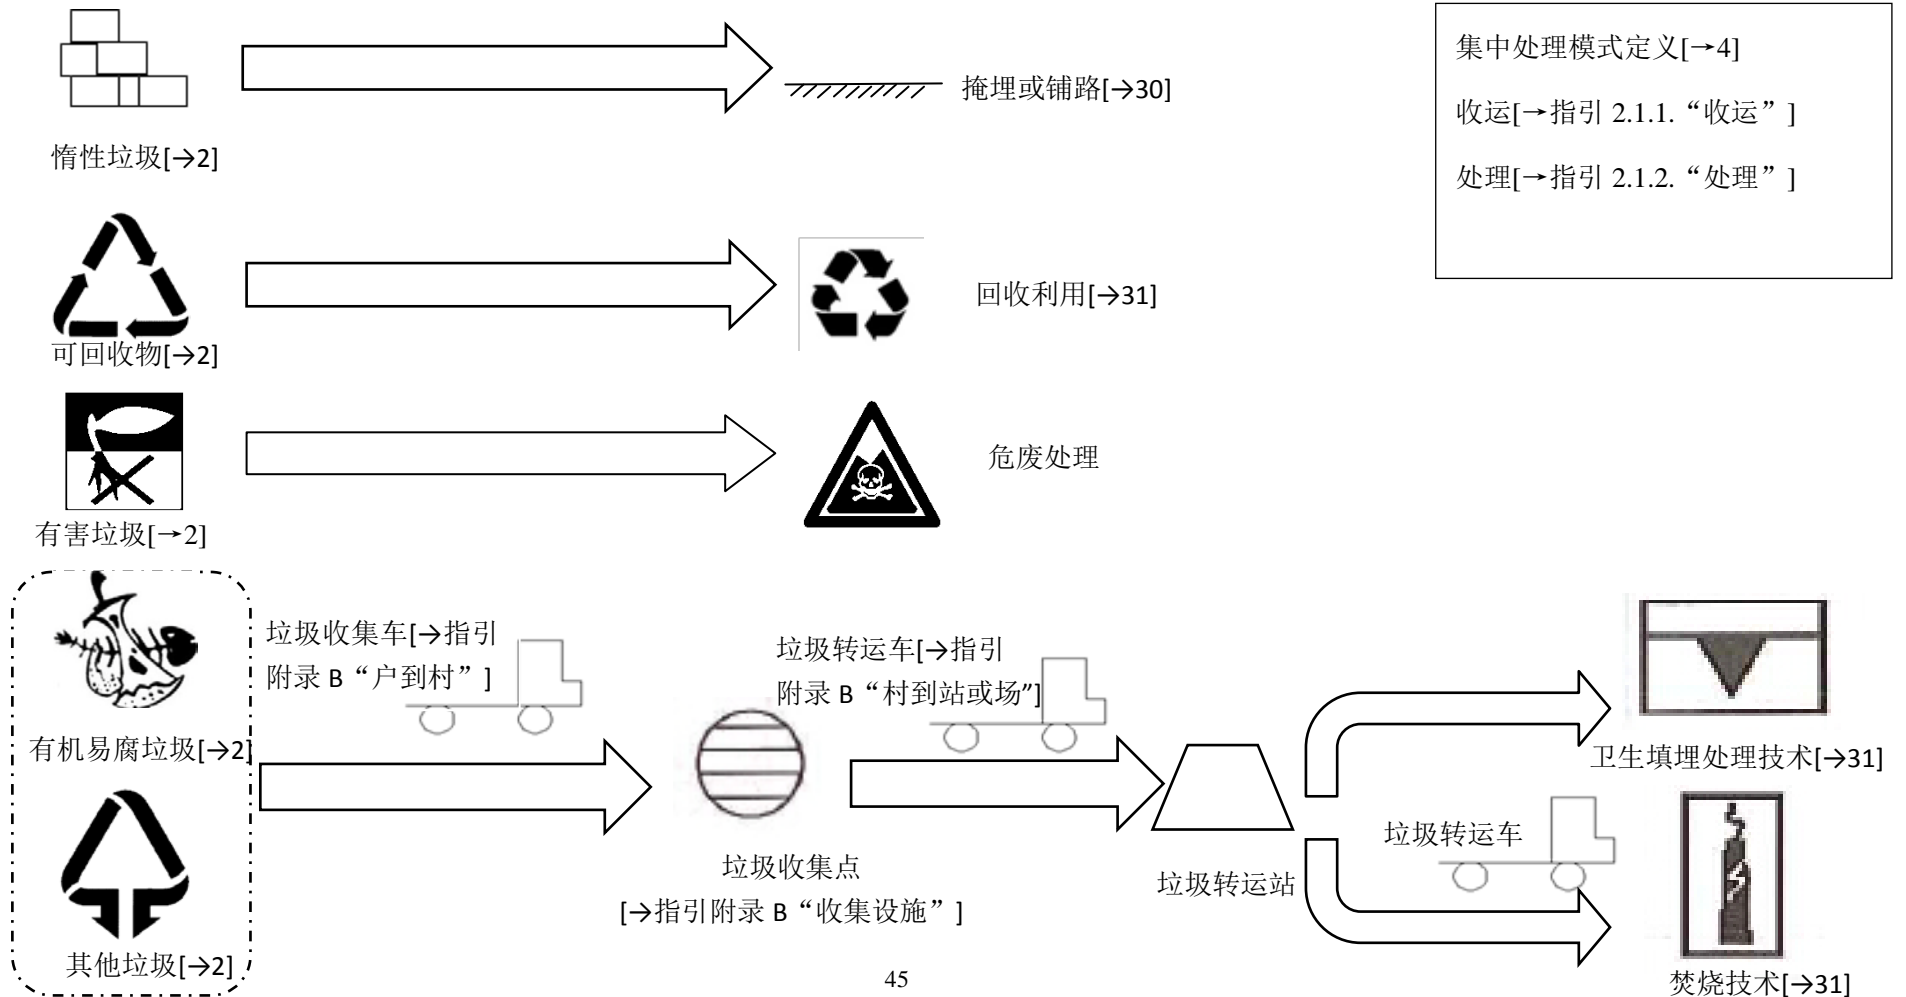 集中处理模式定义[→4]
收运[→指引 2.1.1.“收运”]
处理[→指引 2.1.2.“处理”]
掩埋或铺路[→30]
惰性垃圾[→2]
回收利用[→31]
可回收物[→2]
危废处理
有害垃圾[→2]
垃圾收集车[→指引
附录 B“户到村”]
垃圾转运车[→指引
附录 B“村到站或场”]
有机易腐垃圾[→2]
卫生填埋处理技术[→31]
垃圾转运车
垃圾收集点
[→指引附录 B“收集设施”]
垃圾转运站
其他垃圾[→2]
焚烧技术[→31]
45